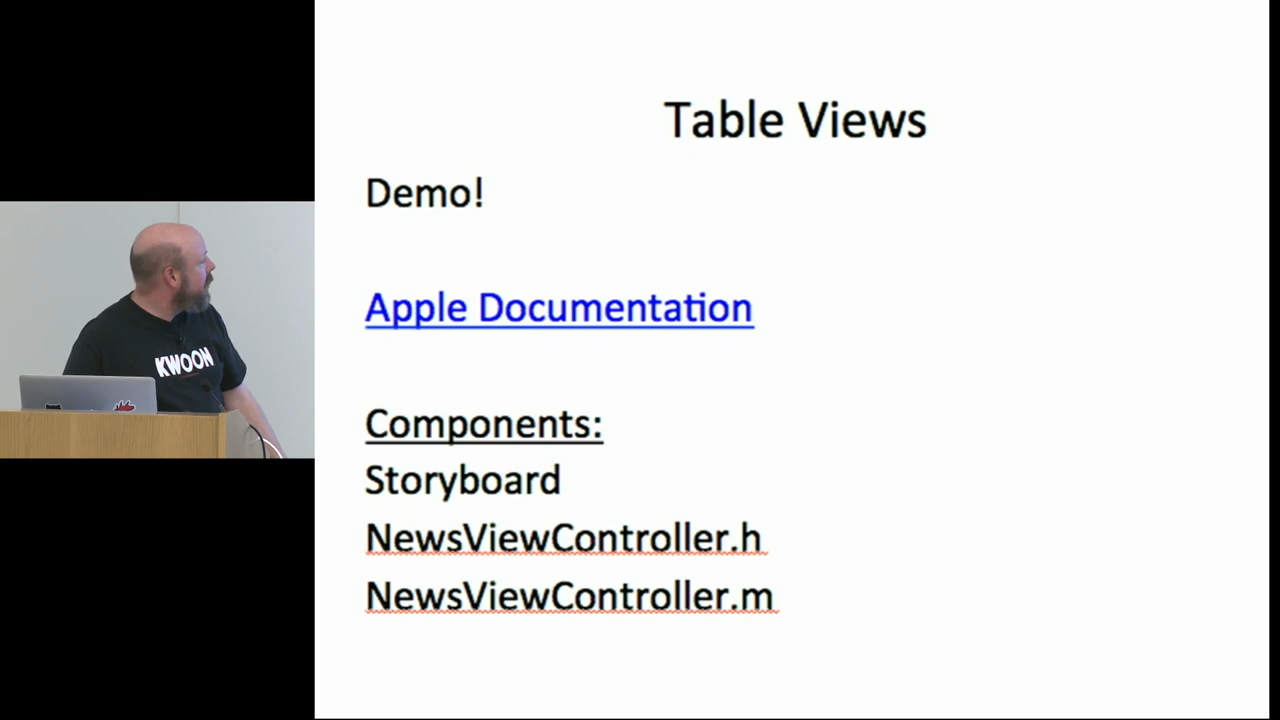 Table Views
Demo!
Apple Documentation
Components:
Storyboard
NewsViewController.h
NewsViewController.m
KWOON